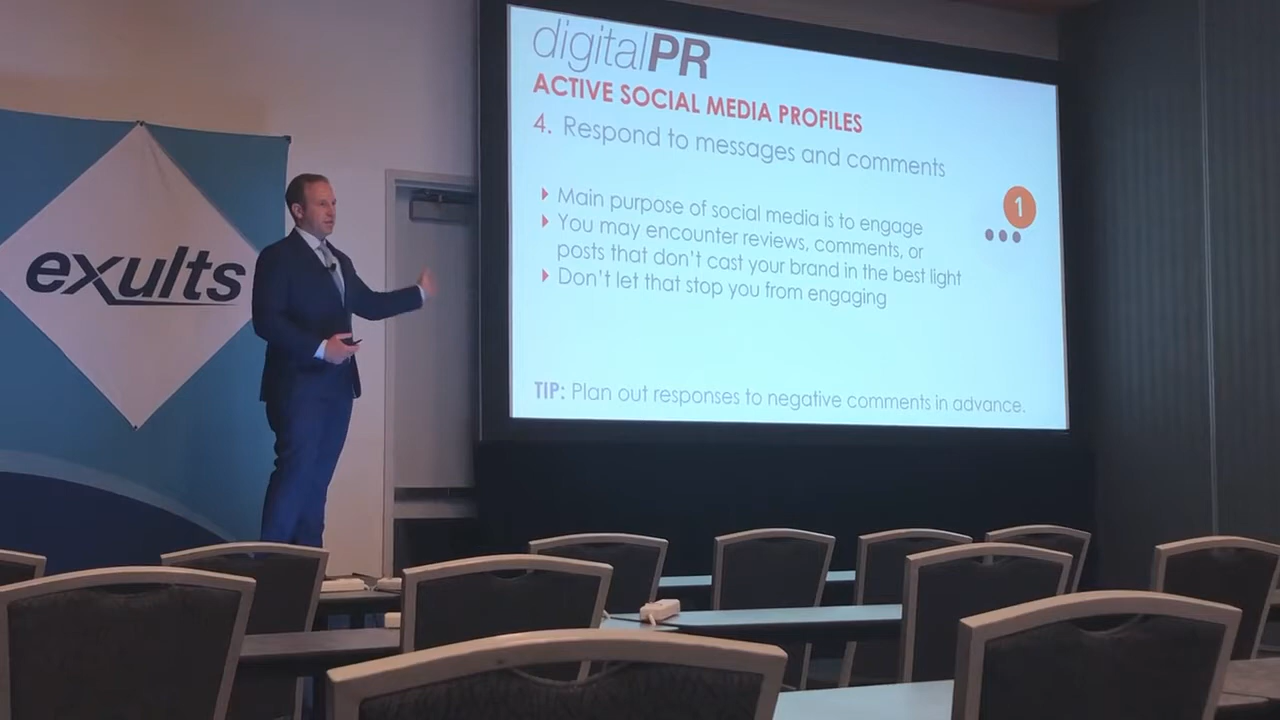 exults
digitalPR
ACTIVE SOCIAL MEDIA PROFILES
4. Respond to messages and comments
Main purpose of social media is to engage
You may encounter reviews, comments, or
posts that don't cast your brand in the best light
Don't let that stop you from engaging
1
TIP: Plan out responses to negative comments in advance.